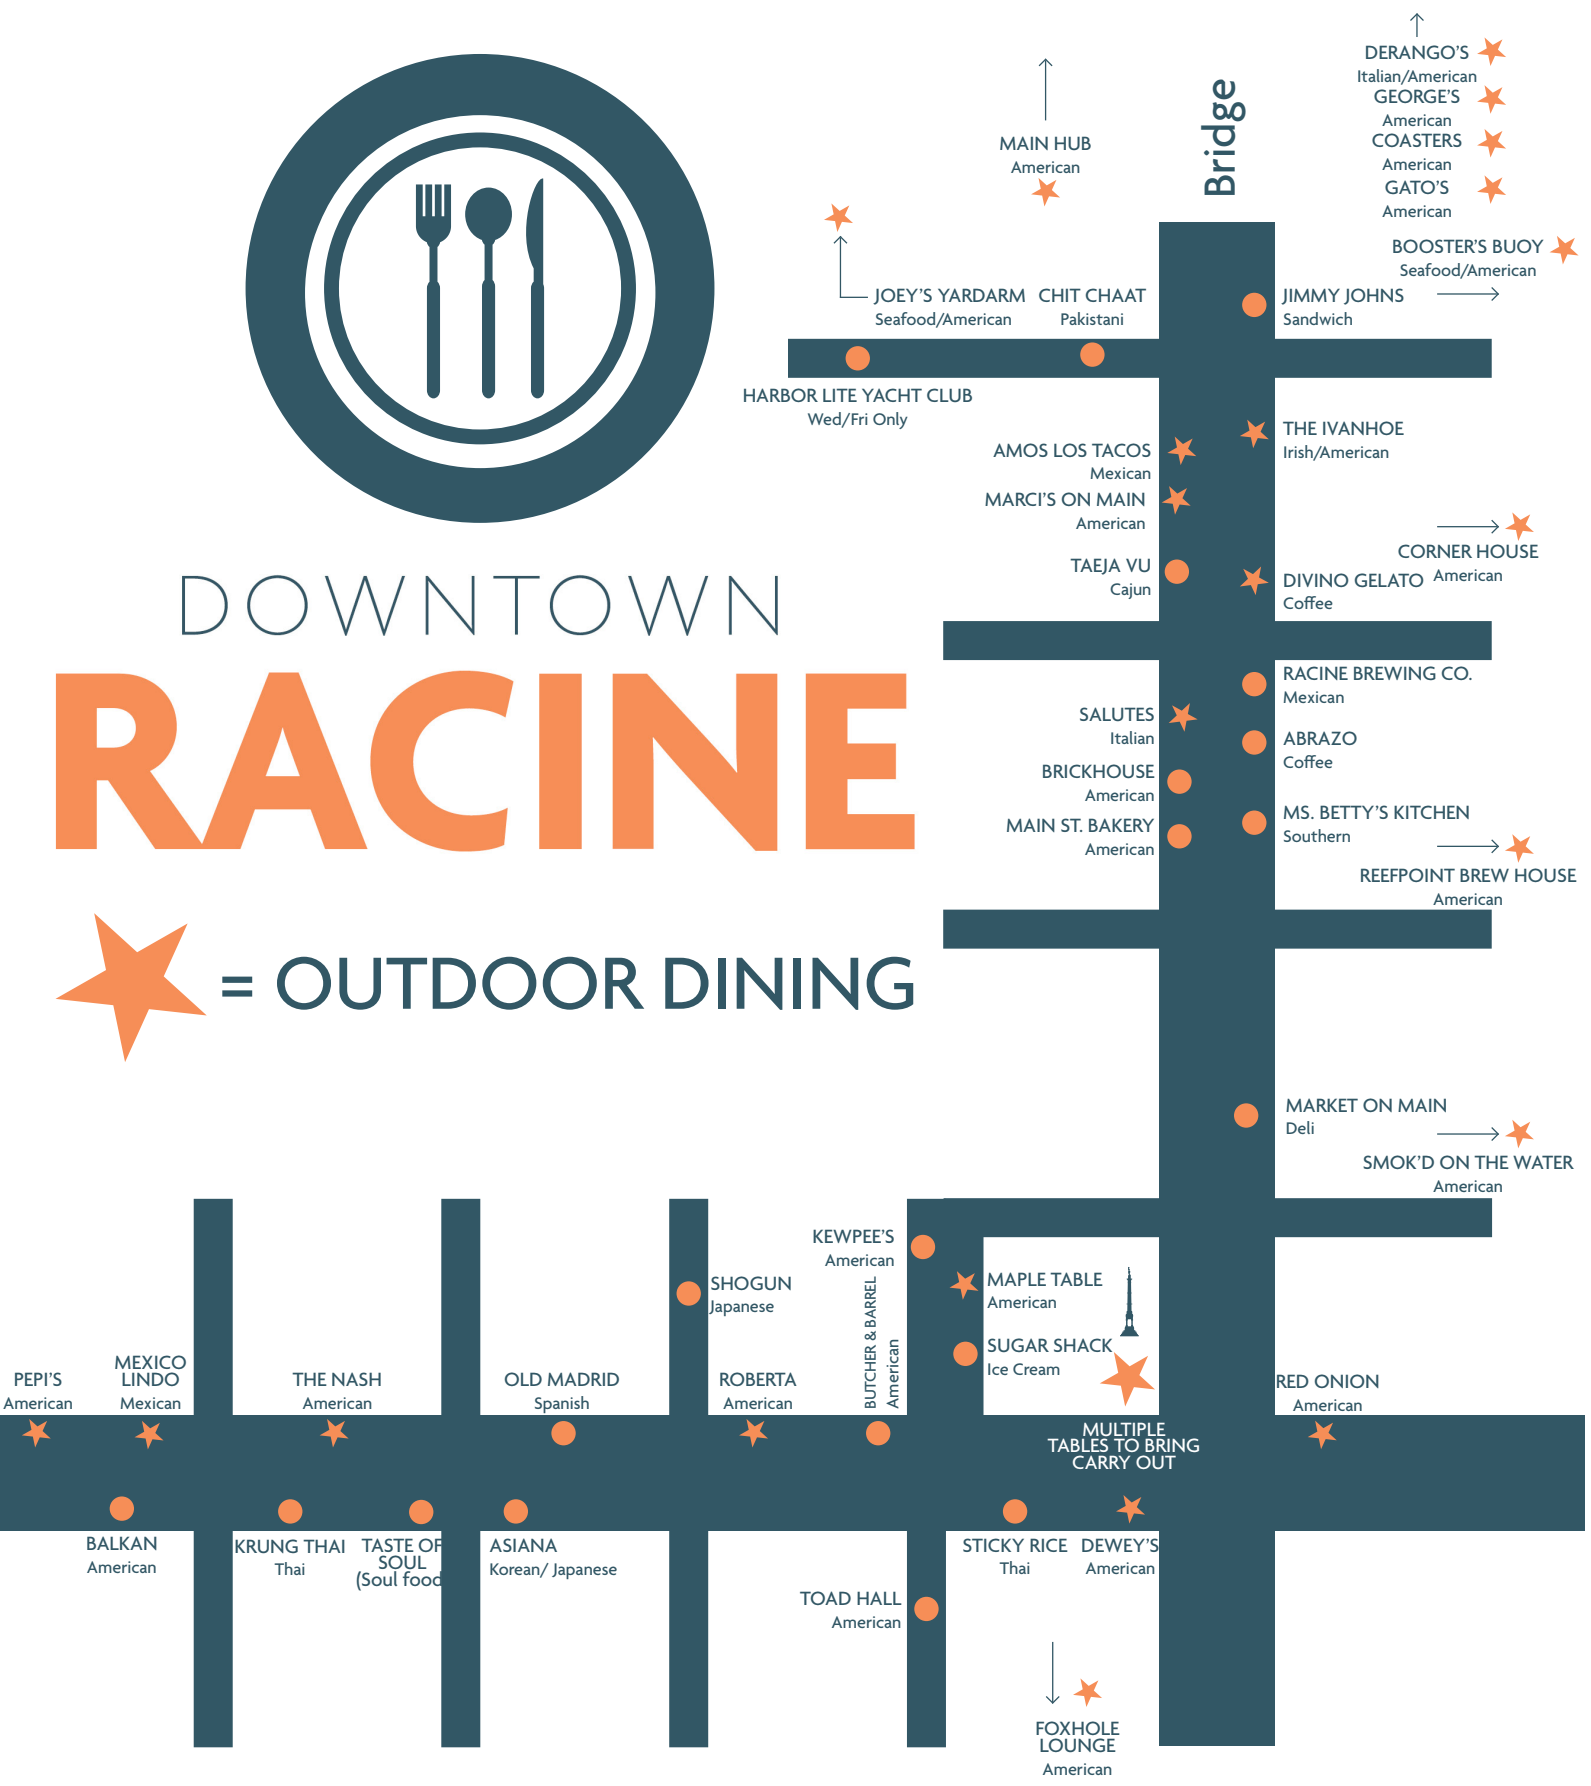 DERANGO'S
Italian/American
GEORGE'S
American
COASTERS
American
GATO'S
American
BOOSTER'S BUOY
Seafood/American
Bridge
MAIN HUB
American
JOEY'S YARDARM
Seafood/American
CHIT CHAAT
Pakistani
JIMMY JOHNS
Sandwich
HARBOR LITE YACHT CLUB
Wed/Fri Only
THE IVANHOE
Irish/American
AMOS LOS TACOS
Mexican
MARCI'S ON MAIN
American
CORNER HOUSE
American
TAEJA VU
Cajun
DIVINO GELATO
Coffee
DOWNTOWN
RACINE
= OUTDOOR DINING
RACINE BREWING CO.
Mexican
SALUTES
Italian
ABRAZO
Coffee
BRICKHOUSE
American
MS. BETTY'S KITCHEN
Southern
MAIN ST. BAKERY
American
REEFPOINT BREW HOUSE
American
MARKET ON MAIN
Deli
SMOK'D ON THE WATER
American
KEWPEE'S
American
MAPLE TABLE
American
SHOGUN
Japanese
BUTCHER & BARREL
American
SUGAR SHACK
Ice Cream
PEPI'S
American
MEXICO
LINDO
Mexican
THE NASH
American
OLD MADRID
Spanish
ROBERTA
American
RED ONION
American
MULTIPLE
TABLES TO BRING
CARRY OUT
BALKAN
American
KRUNG THAI
Thai
TASTE OF
SOUL
(Soul food
ASIANA
Korean/ Japanese
STICKY RICE
Thai
DEWEY'S
American
TOAD HALL
American
FOXHOLE
LOUNGE
American